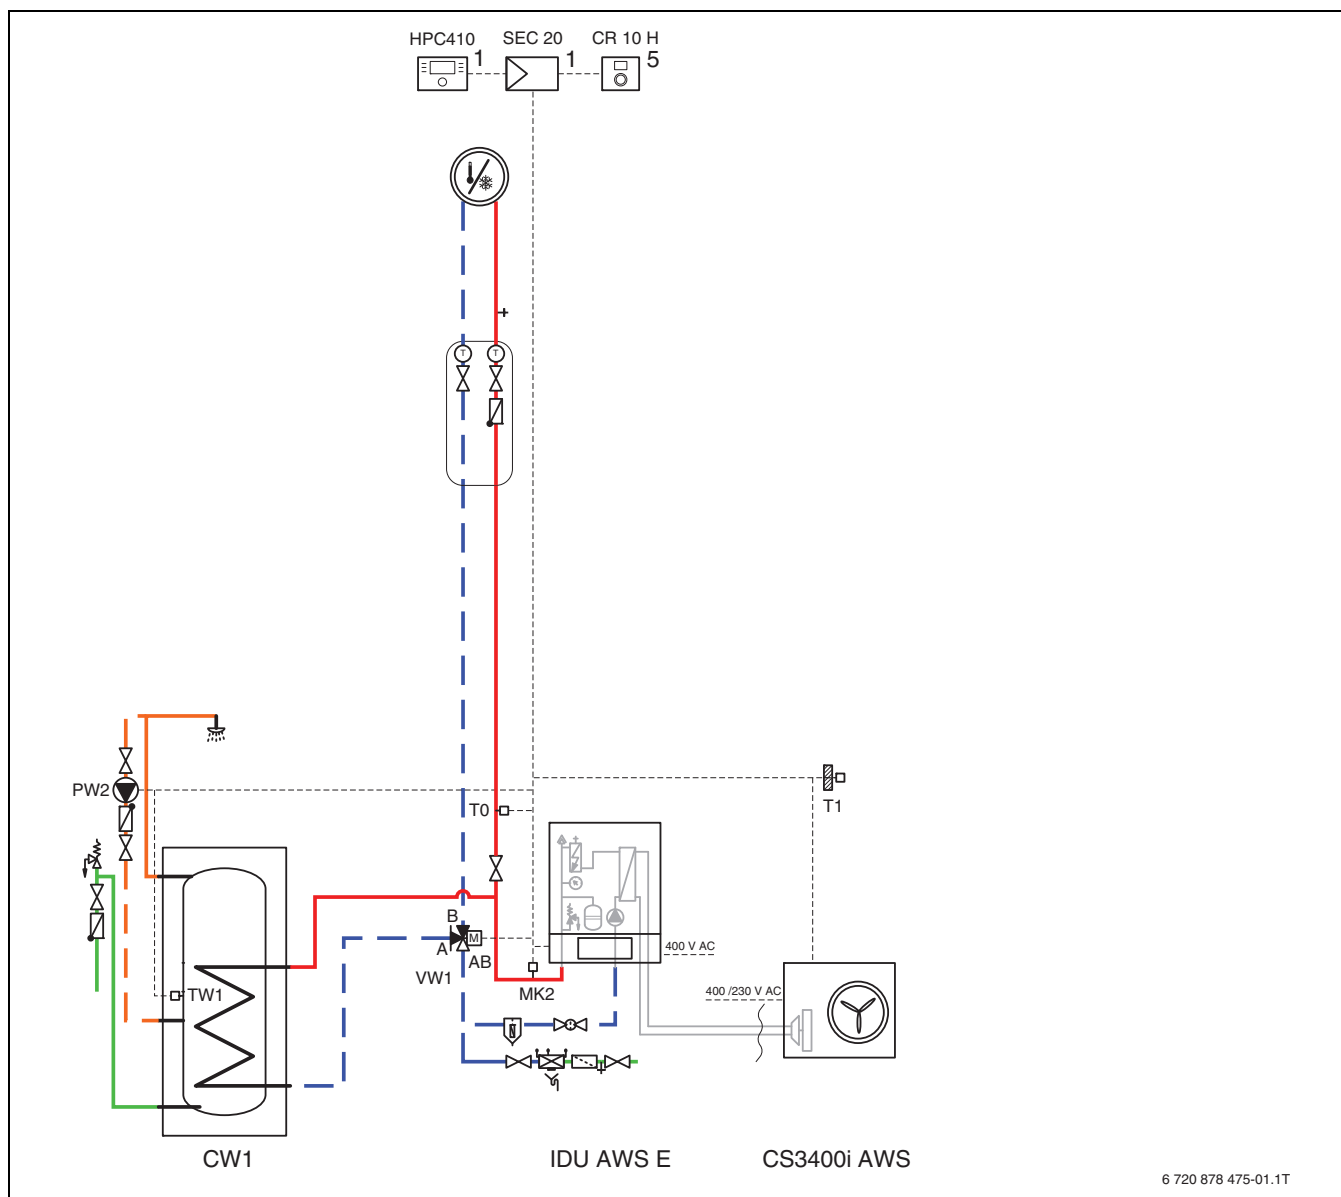 HPC410 SEC 20 CR 10 H
1 1 5
T T
PW2
T0
T1
B
M
A
AB
VW1
400 V AC
TW1
MK2
400 /230 V AC
N
CW1 IDU AWS E CS3400i AWS
6 720 878 475-01.1T